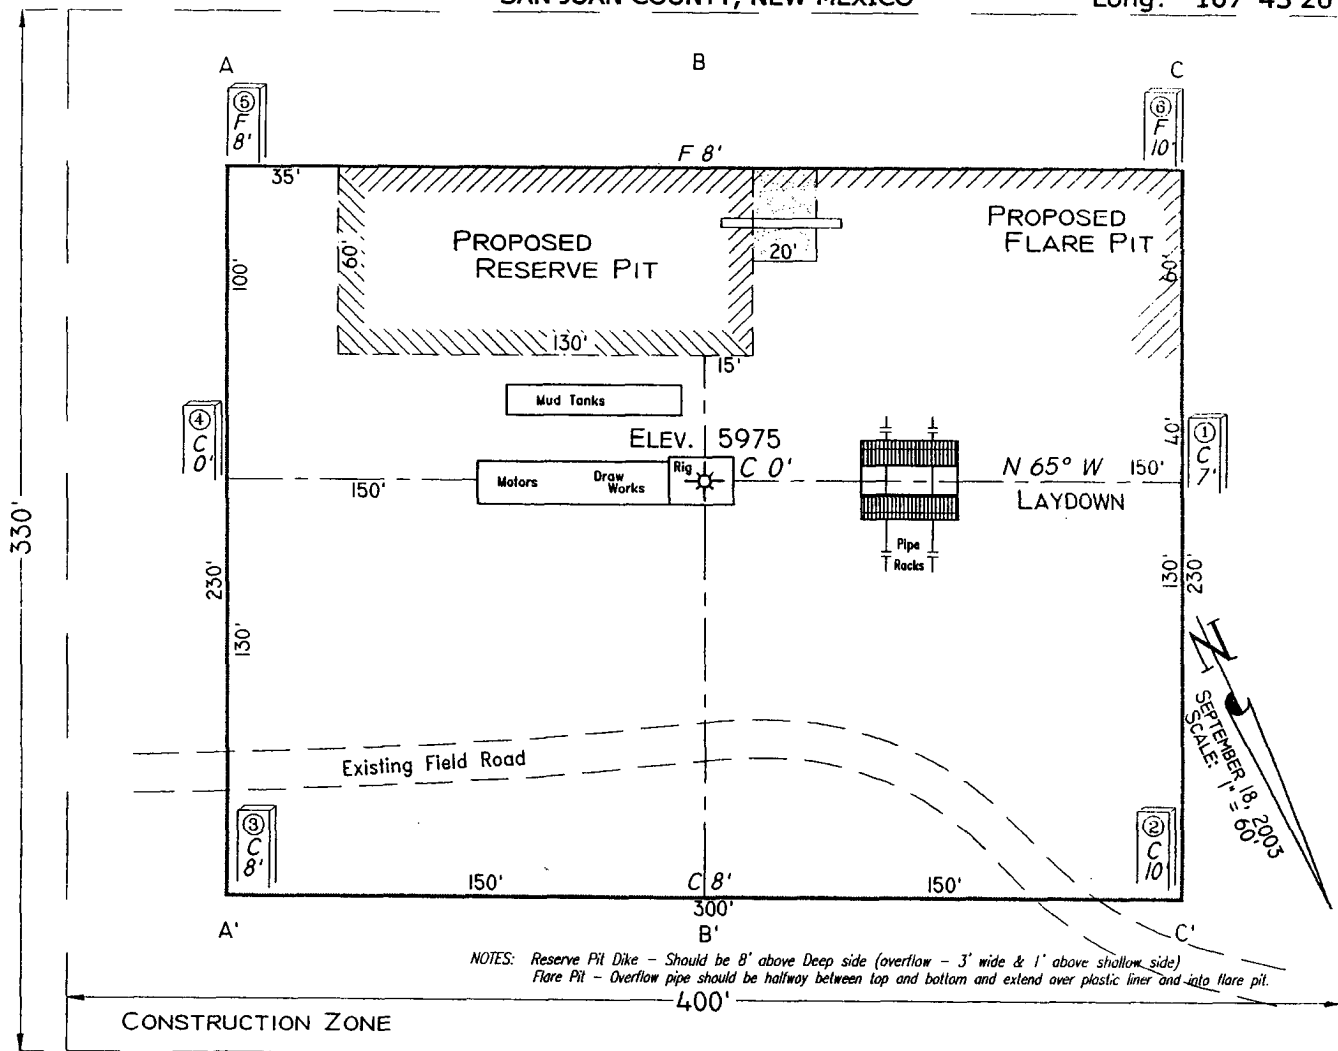 SAN JUAN COUNTY, NEW MEXICO
Long: 107°43'20
A
B
C
⑤
F
8'
⑥
F
10'
F 8'
35'
PROPOSED
RESERVE PIT
60'
100'
20'
PROPOSED
FLARE PIT
60'
130'
15'
Mud Tanks
④
C
0'
ELEV. 5975
Rig
C 0'
Motors
Draw
Works
150'
N 65° W
150'
LAYDOWN
40'
①
C
7'
Pipe
Racks
330'
230'
130'
130'
230'
N
SEPTEMBER 18, 2003
SCALE: 1" = 60'
Existing Field Road
③
C
8'
②
C
10'
150'
C 8'
150'
300'
A'
B'
C'
NOTES: Reserve Pit Dike - Should be 8' above Deep side (overflow - 3' wide & 1' above shallow side)
Flare Pit - Overflow pipe should be halfway between top and bottom and extend over plastic liner and into flare pit.
400'
CONSTRUCTION ZONE